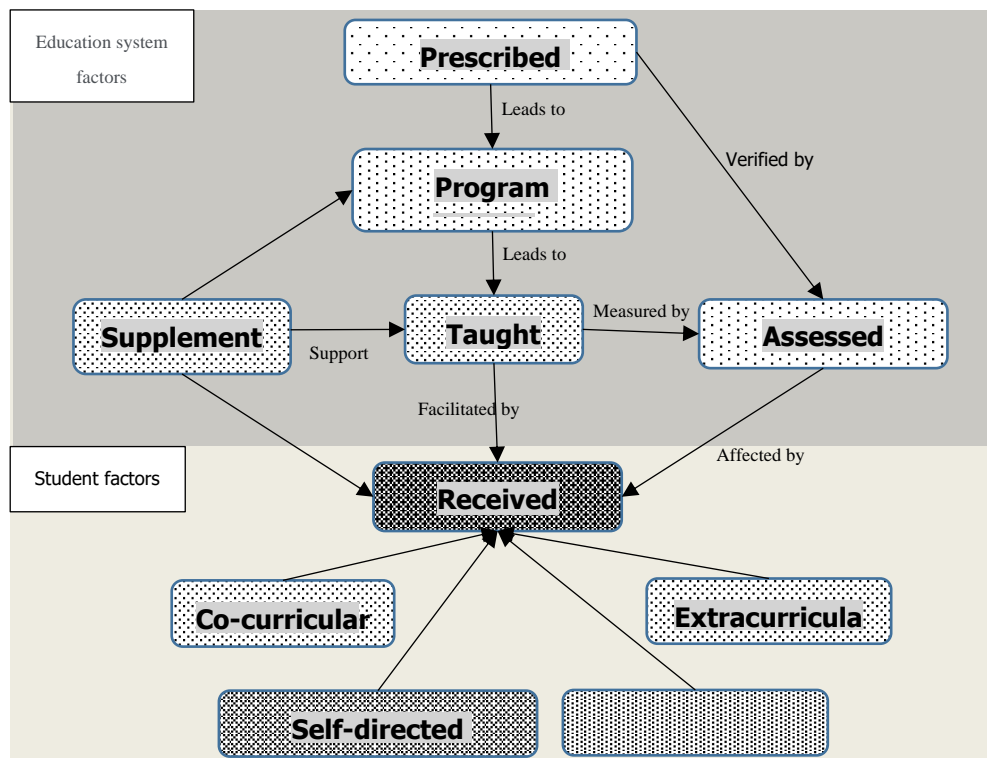 Education system
factors
Prescribed
Leads to
Verified by
Program
Leads to
Supplement
Support
Taught
Measured by
Assessed
Facilitated by
Affected by
Student factors
Received
Co-curricular
Extracurricula
Self-directed